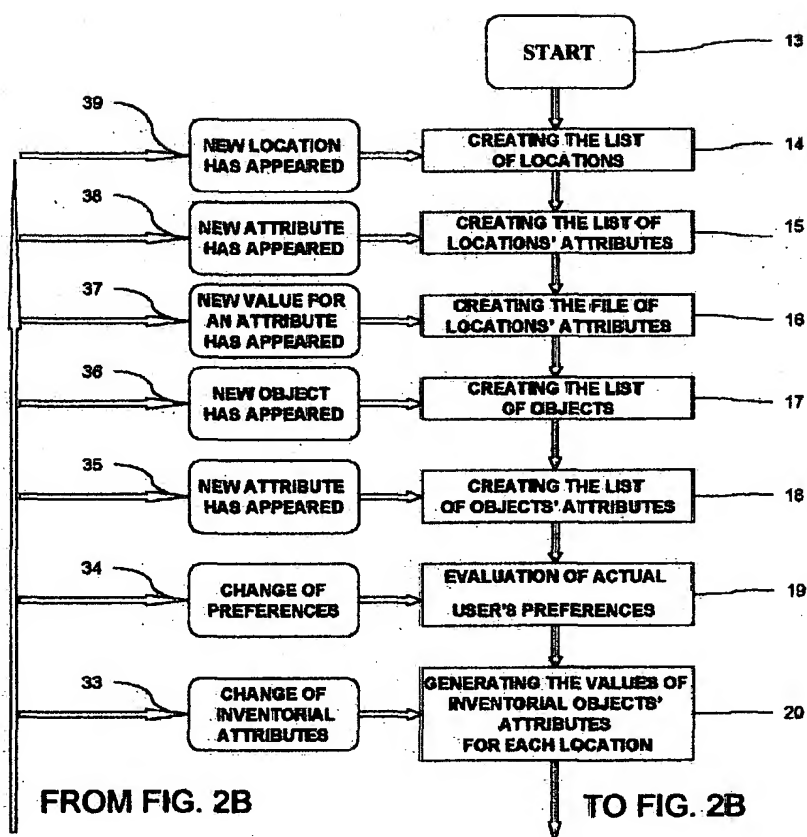 START
13
39
NEW LOCATION
HAS APPEARED
CREATING THE LIST
OF LOCATIONS
14
38
NEW ATTRIBUTE
HAS APPEARED
CREATING THE LIST OF
LOCATIONS' ATTRIBUTES
15
37
NEW VALUE FOR
AN ATTRIBUTE
HAS APPEARED
CREATING THE FILE OF
LOCATIONS' ATTRIBUTES
16
36
NEW OBJECT
HAS APPEARED
CREATING THE LIST
OF OBJECTS
17
35
NEW ATTRIBUTE
HAS APPEARED
CREATING THE LIST
OF OBJECTS' ATTRIBUTES
18
34
CHANGE OF
PREFERENCES
EVALUATION OF ACTUAL
USER'S PREFERENCES
19
33
CHANGE OF
INVENTORIAL
ATTRIBUTES
GENERATING THE VALUES OF
INVENTORIAL OBJECTS'
ATTRIBUTES
FOR EACH LOCATION
20
FROM FIG. 2B
TO FIG. 2B